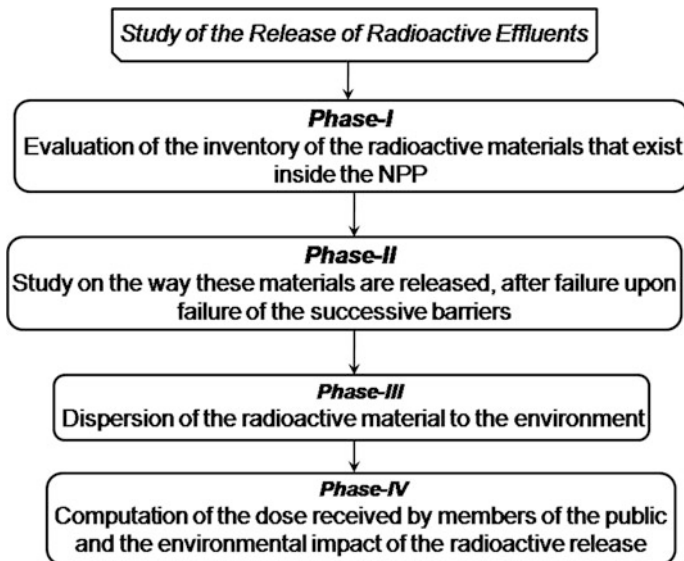 Study of the Release of Radioactive Effluents
Phase-I
Evaluation of the inventory of the radioactive materials that exist
inside the NPP
Phase-II
Study on the way these materials are released, after failure upon
failure of the successive barriers
Phase-III
Dispersion of the radioactive material to the environment
Phase-IV
Computation of the dose received by members of the public
and the environmental impact of the radioactive release